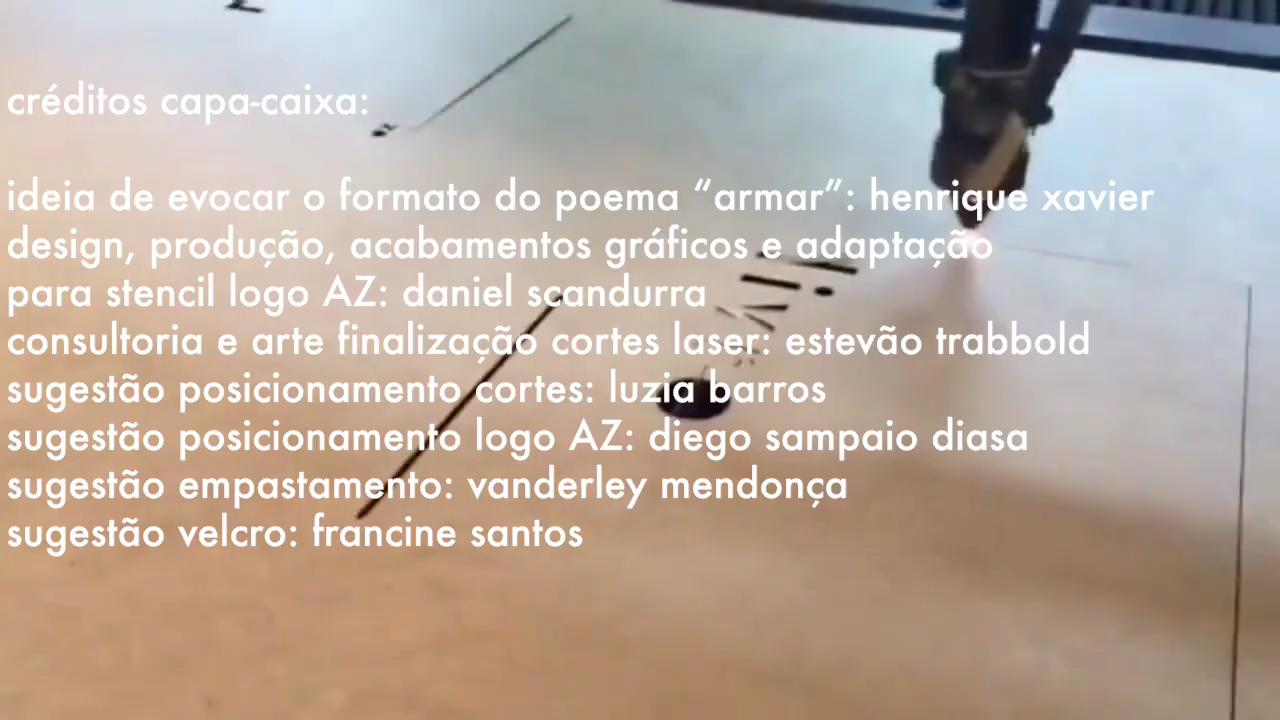 créditos capa-caixa:
ideia de evocar o formato do poema “armar”: henrique xavier
design, produção, acabamentos gráficos e adaptação
para stencil logo AZ: daniel scandurra
consultoria e arte finalização cortes laser: estevão trabbold
sugestão posicionamento cortes: luzia barros
sugestão posicionamento logo AZ: diego sampaio diasa
sugestão empastamento: vanderley mendonça
sugestão velcro: francine santos